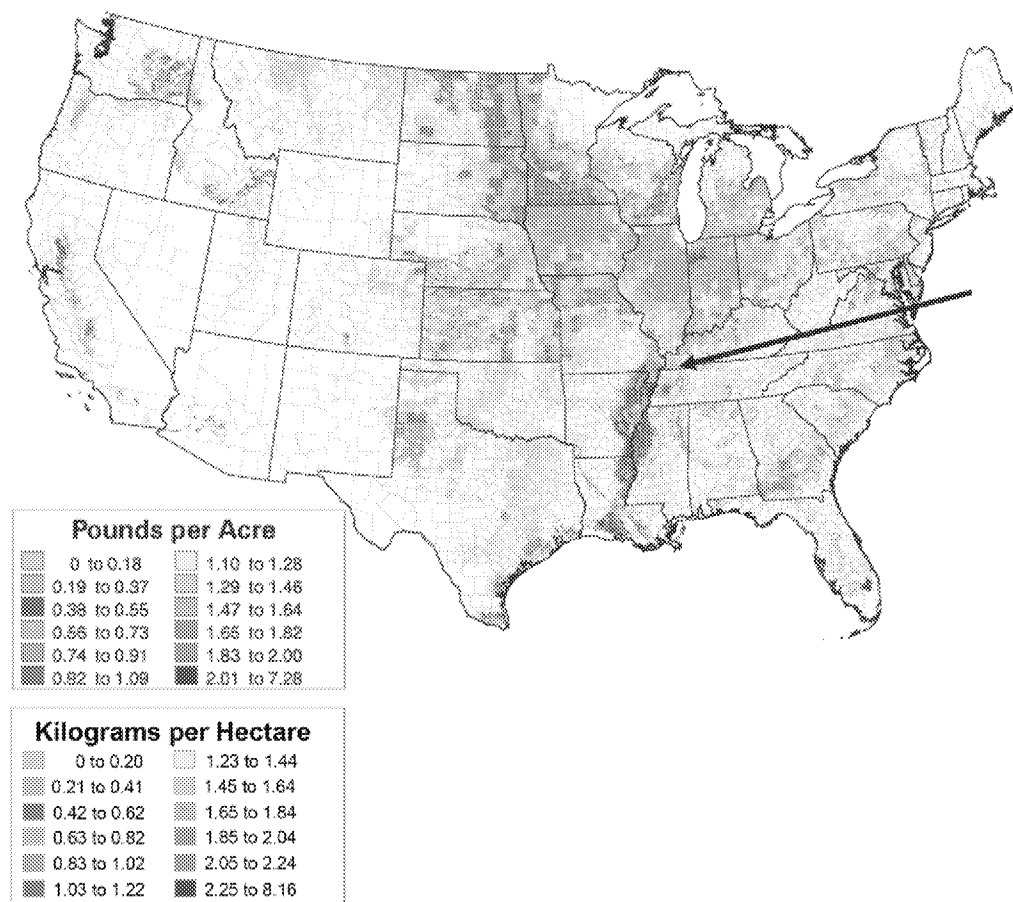 Pounds per Acre
0 to 0.18 1.10 to 1.28
0.19 to 0.37 1.29 to 1.46
0.38 to 0.55 1.47 to 1.64
0.56 to 0.73 1.65 to 1.82
0.74 to 0.91 1.83 to 2.00
0.92 to 1.09 2.01 to 7.28
Kilograms per Hectare
0 to 0.20 1.23 to 1.44
0.21 to 0.41 1.45 to 1.64
0.42 to 0.62 1.65 to 1.84
0.63 to 0.82 1.85 to 2.04
0.83 to 1.02 2.05 to 2.24
1.03 to 1.22 2.25 to 8.16